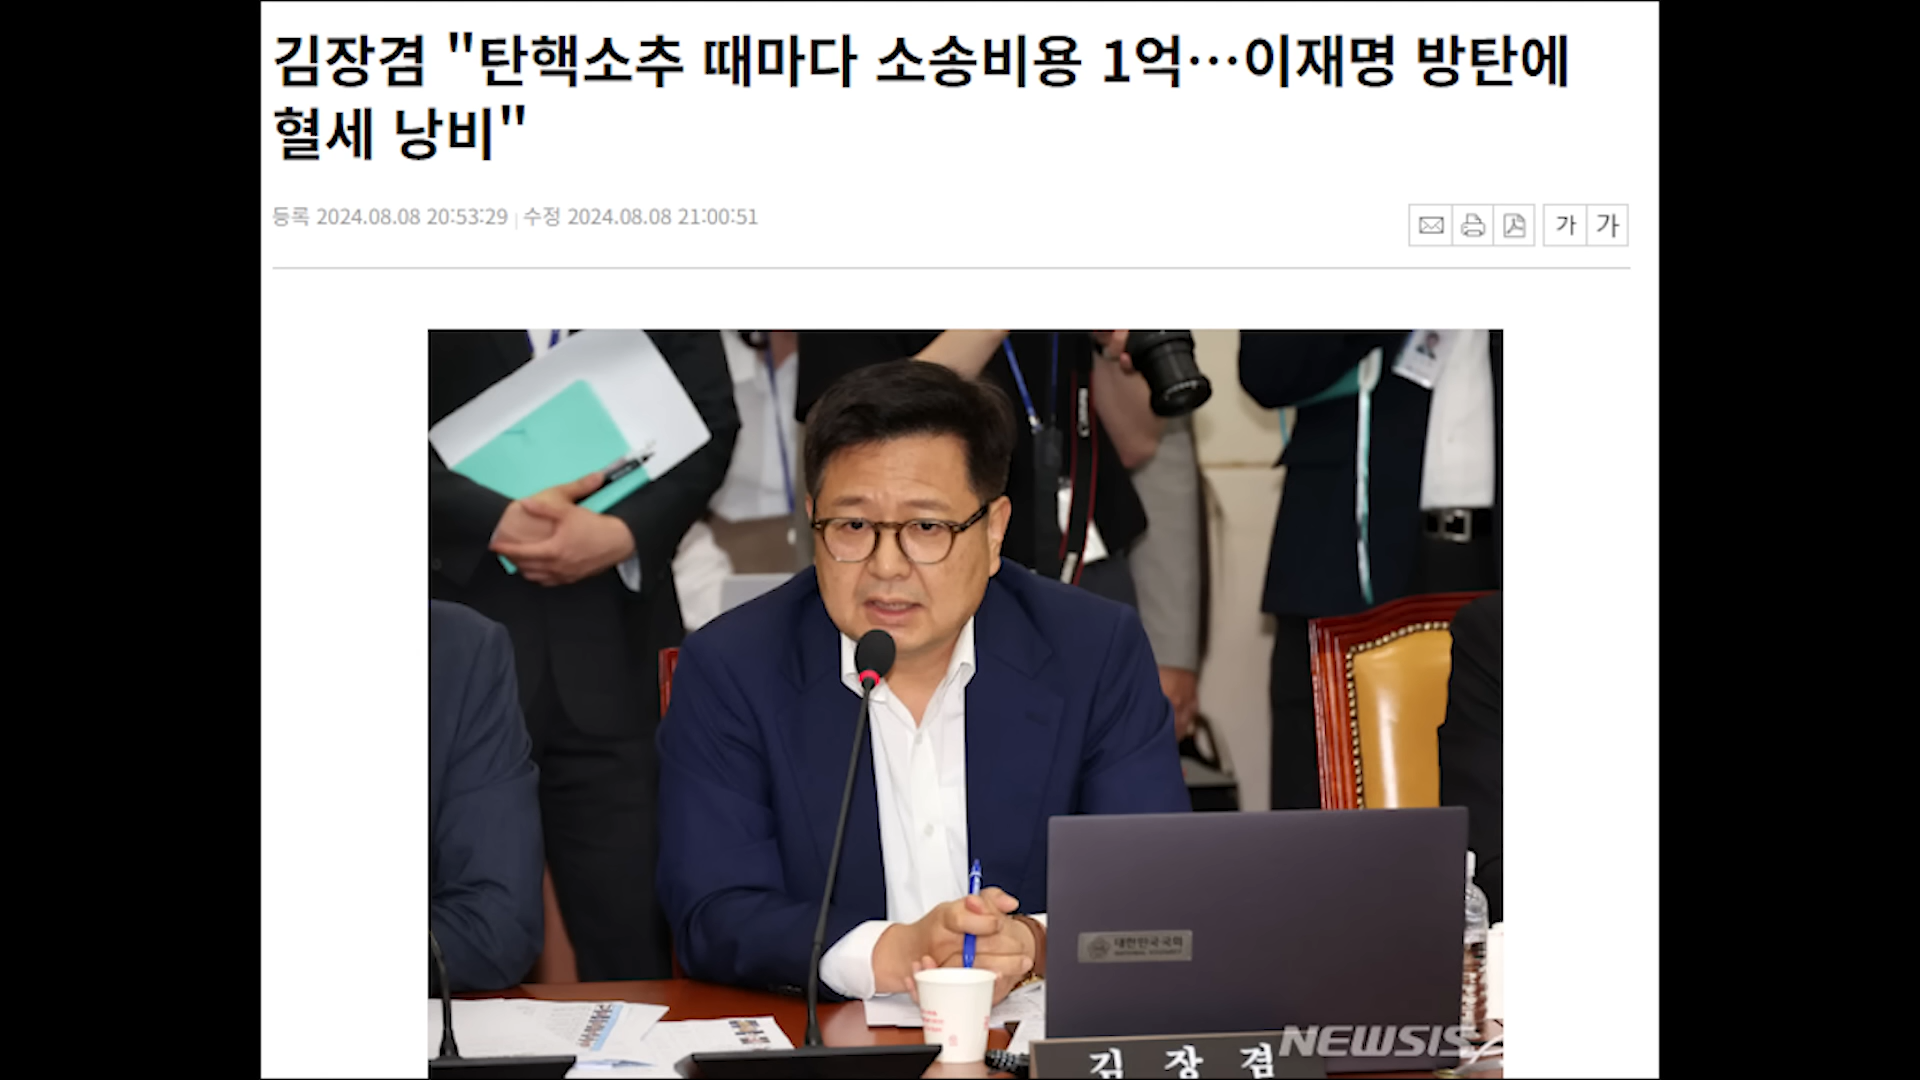 김장겸 "탄핵소추 때마다 소송비용 1억…이재명 방탄에
혈세 낭비"
등록 2024.08.08 20:53:29 | 수정 2024.08.08 21:00:51
가 가
대한민국국회
NATIONAL ASSEMBLY
김 장 겸
NEWSIS